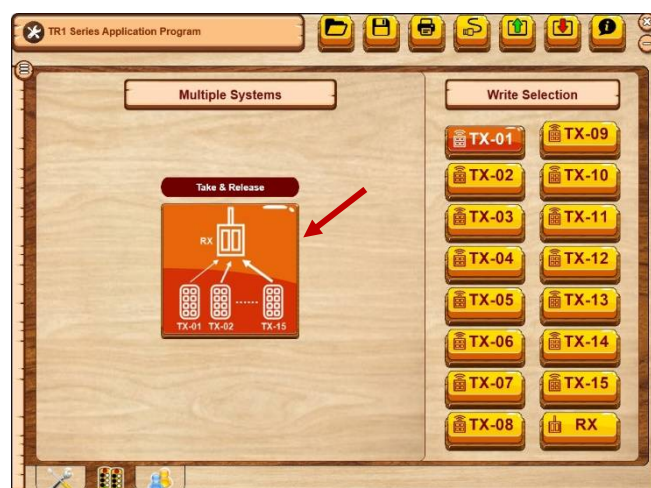 TR1 Series Application Program
Multiple Systems
Take & Release
RX
TX-01 TX-02 TX-15
Write Selection
TX-01
TX-09
TX-02
TX-10
TX-03
TX-11
TX-04
TX-12
TX-05
TX-13
TX-06
TX-14
TX-07
TX-15
TX-08
RX